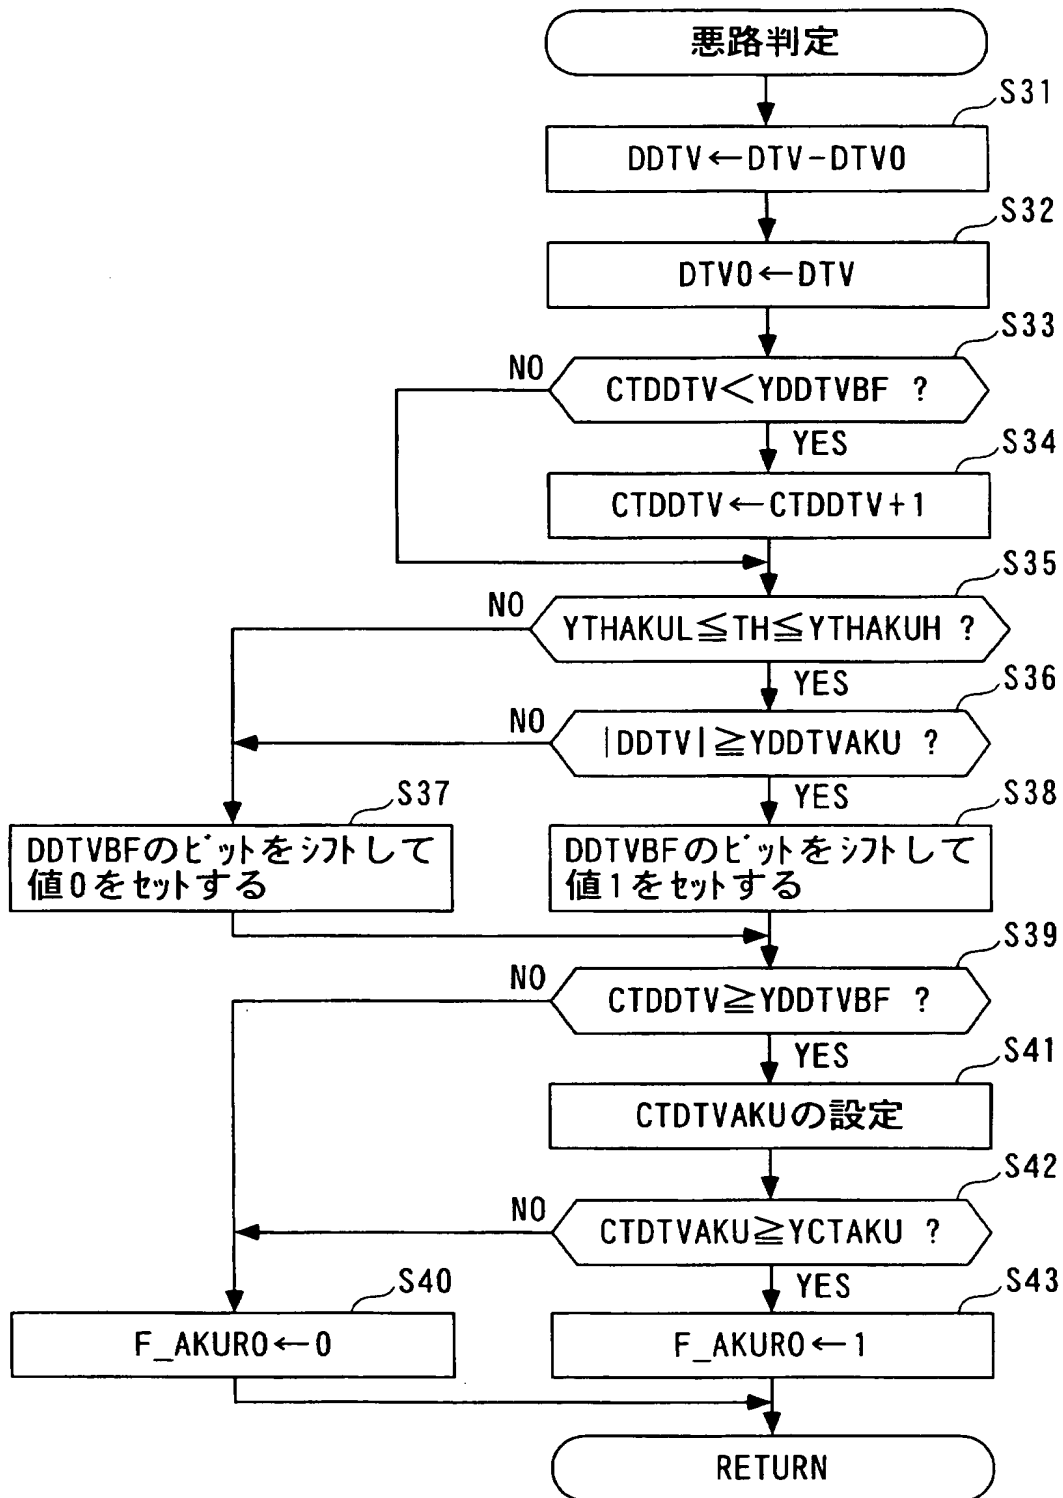 悪路判定
S31
DDTV←DTV-DTV0
S32
DTV0←DTV
S33
NO
CTDDTV<YDDTVBF ?
YES
S34
CTDDTV←CTDDTV+1
S35
NO
YTHAKUL≦TH≦YTHAKUH ?
YES
S36
NO
|DDTV|≧YDDTVAKU ?
YES
S37
DDTVBFのビットをシフトして
値0をセットする
S38
DDTVBFのビットをシフトして
値1をセットする
S39
NO
CTDDTV≧YDDTVBF ?
YES
S41
CTDTVAKUの設定
S42
NO
CTDTVAKU≧YCTAKU ?
YES
S40
F_AKURO←0
S43
F_AKURO←1
RETURN